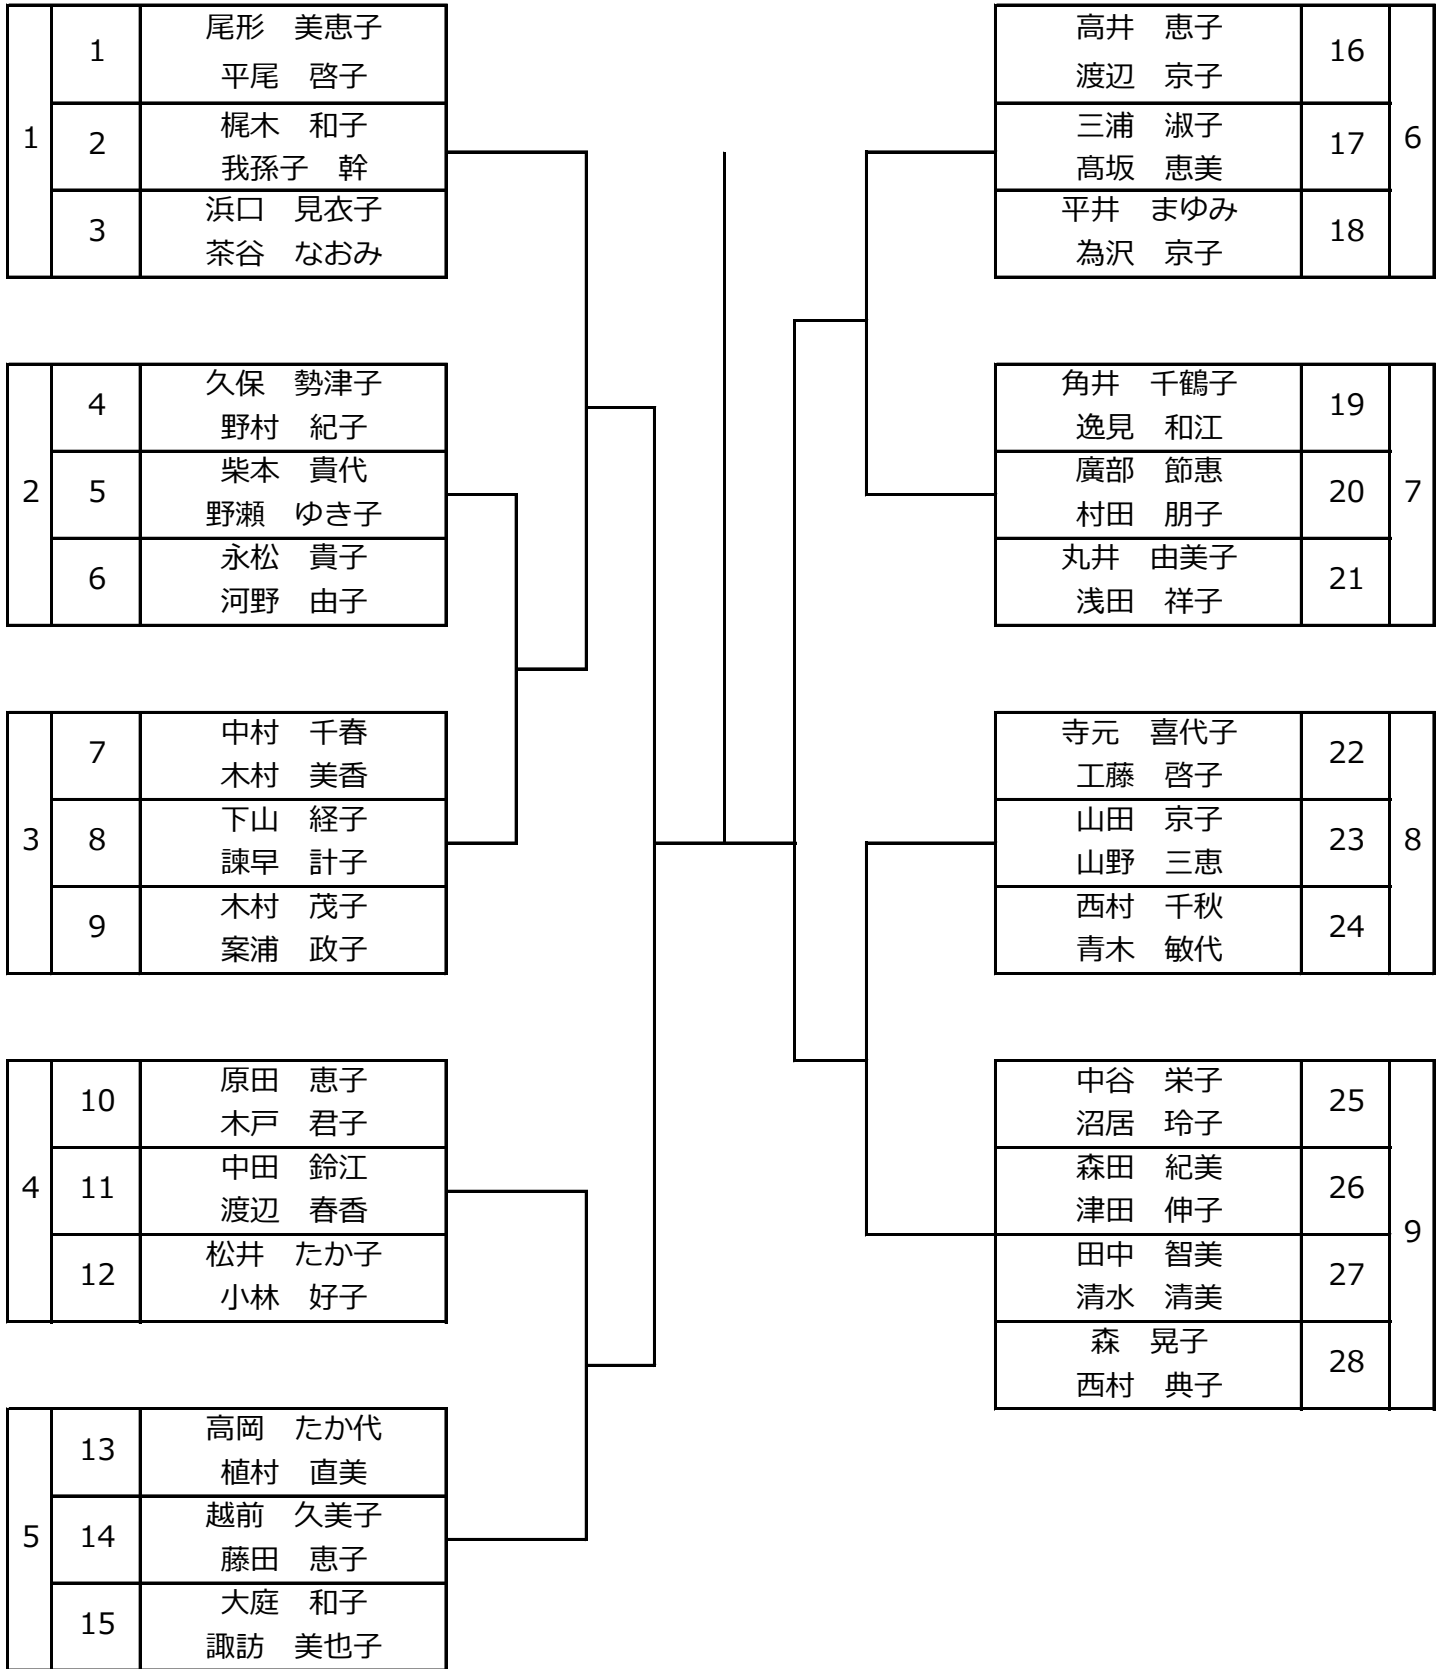 1
1
尾形　美恵子
平尾　啓子
2
梶木　和子
我孫子　幹
3
浜口　見衣子
茶谷　なおみ
2
4
久保　勢津子
野村　紀子
5
柴本　貴代
野瀬　ゆき子
6
永松　貴子
河野　由子
3
7
中村　千春
木村　美香
8
下山　経子
諫早　計子
9
木村　茂子
案浦　政子
4
10
原田　恵子
木戸　君子
11
中田　鈴江
渡辺　春香
12
松井　たか子
小林　好子
5
13
高岡　たか代
植村　直美
14
越前　久美子
藤田　恵子
15
大庭　和子
諏訪　美也子
高井　恵子
渡辺　京子
16
6
三浦　淑子
髙坂　恵美
17
平井　まゆみ
為沢　京子
18
角井　千鶴子
逸見　和江
19
7
廣部　節惠
村田　朋子
20
丸井　由美子
浅田　祥子
21
寺元　喜代子
工藤　啓子
22
8
山田　京子
山野　三恵
23
西村　千秋
青木　敏代
24
中谷　栄子
沼居　玲子
25
9
森田　紀美
津田　伸子
26
田中　智美
清水　清美
27
森　晃子
西村　典子
28